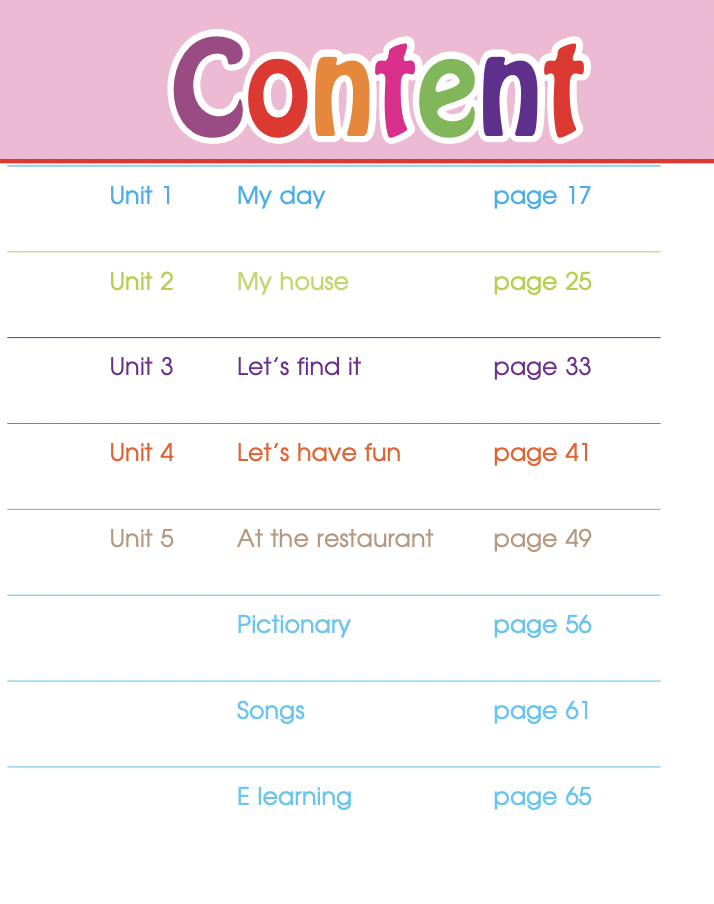 Content
Unit 1 My day page 17
Unit 2 My house page 25
Unit 3 Let's find it page 33
Unit 4 Let's have fun page 41
Unit 5 At the restaurant page 49
Pictionary page 56
Songs page 61
E learning page 65